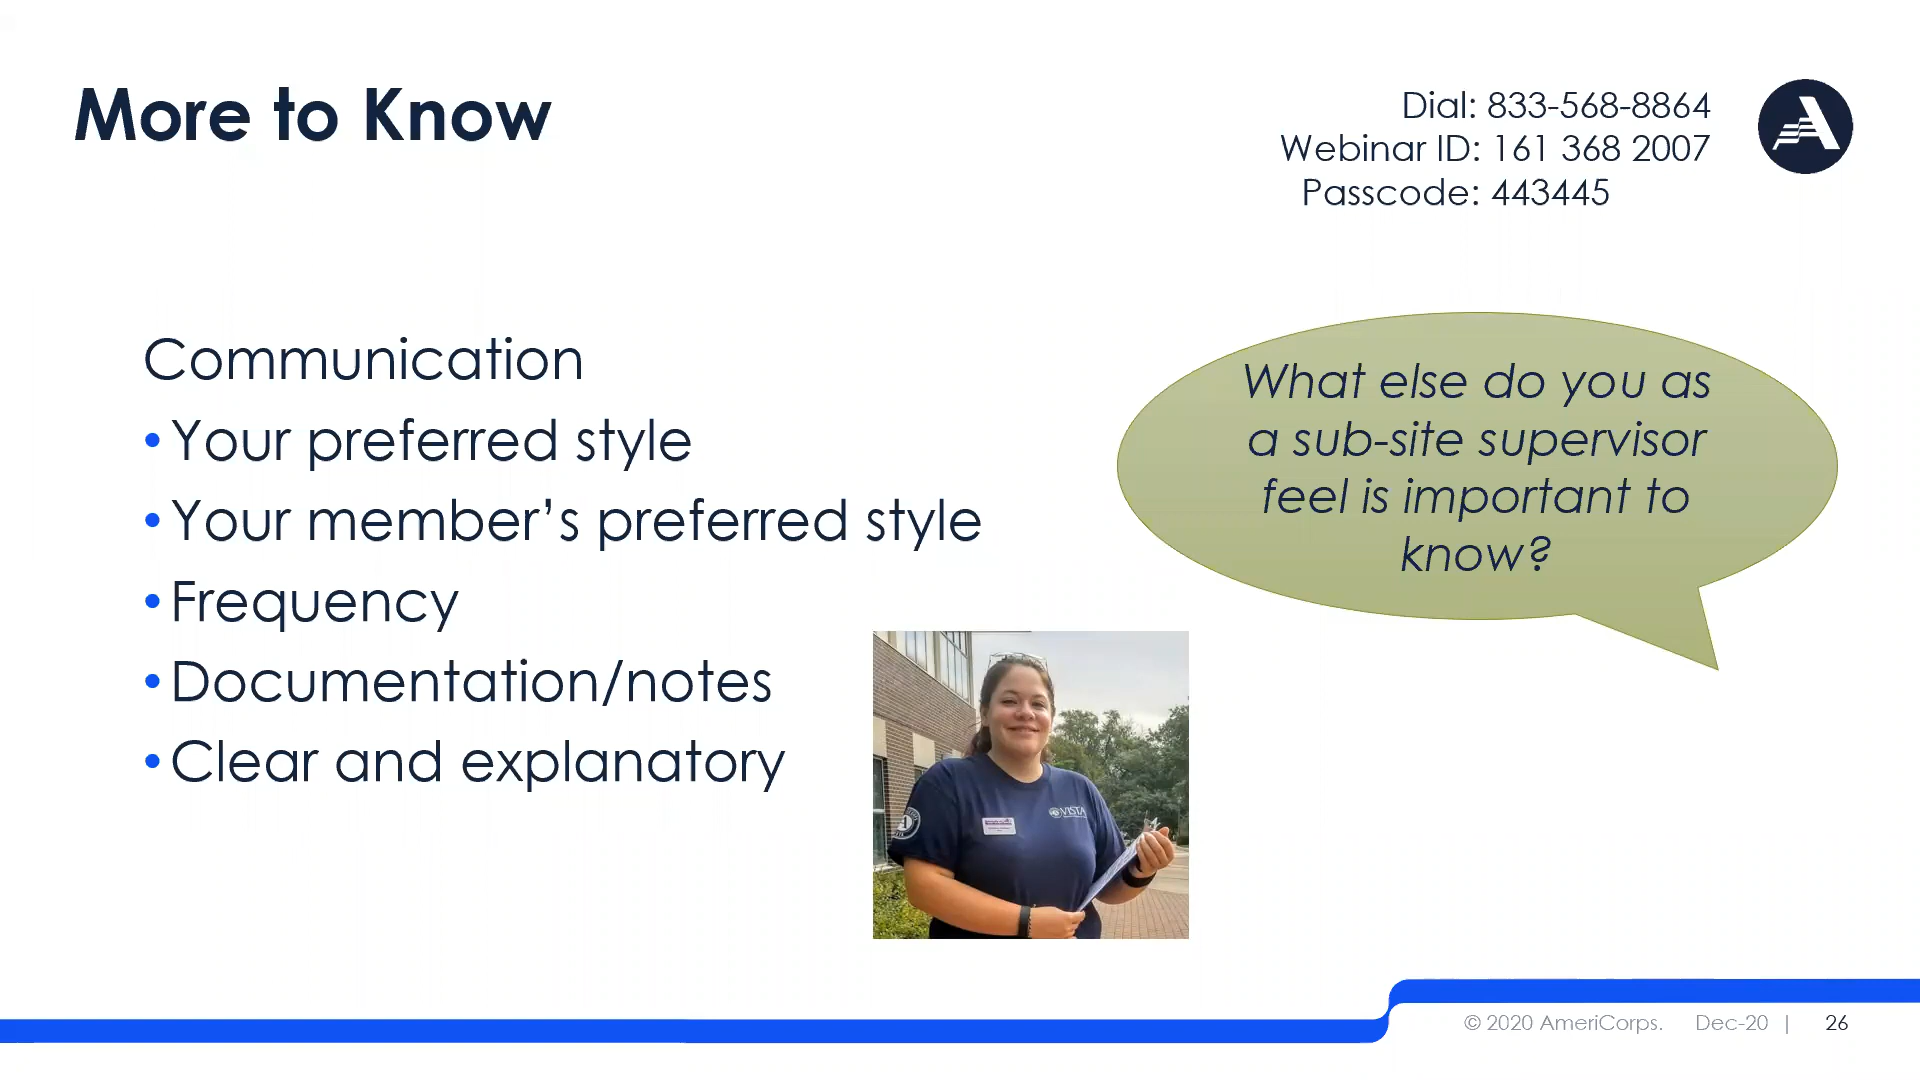 More to Know
Dial: 833-568-8864
Webinar ID: 161 368 2007
Passcode: 443445
Communication
• Your preferred style
• Your member’s preferred style
• Frequency
• Documentation/notes
• Clear and explanatory
What else do you as
a sub-site supervisor
feel is important to
know?
VISTA
© 2020 AmeriCorps. Dec-20 | 26